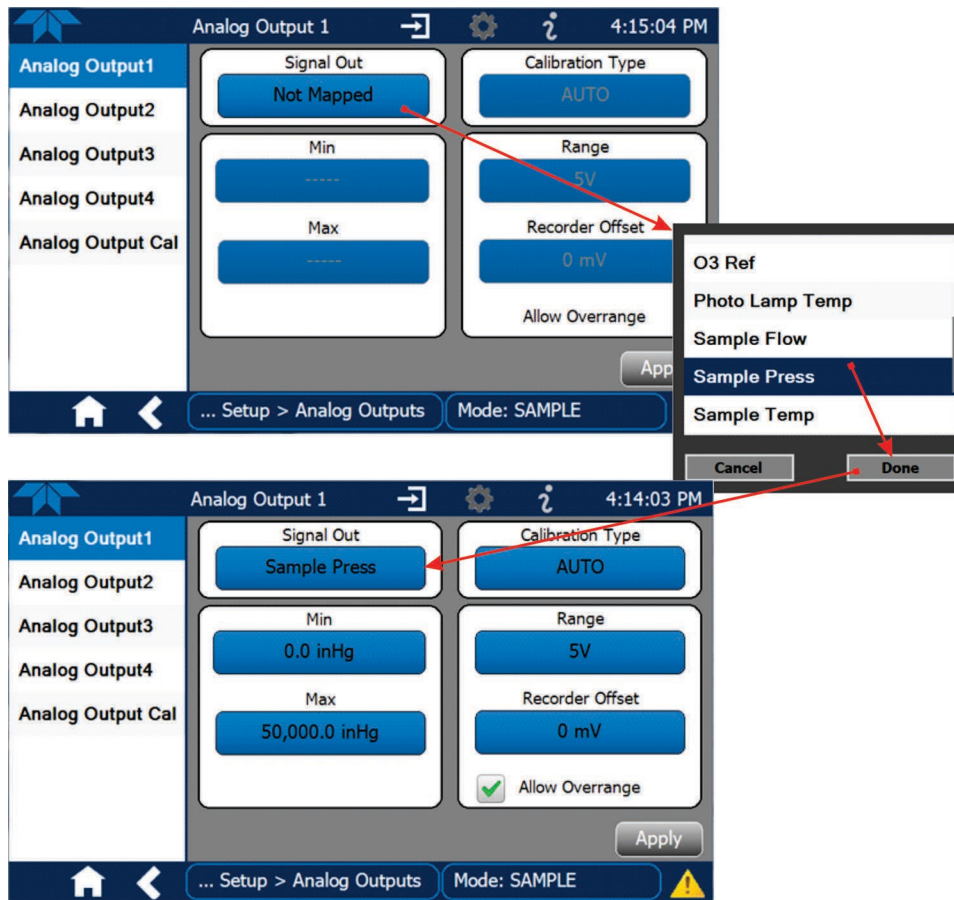 Analog Output 1
4:15:04 PM
Analog Output1
Analog Output2
Analog Output3
Analog Output4
Analog Output Cal
Signal Out
Not Mapped
Calibration Type
AUTO
Min
-----
Max
-----
Range
5V
Recorder Offset
0 mV
Allow Overrange
App
... Setup > Analog Outputs
Mode: SAMPLE
O3 Ref
Photo Lamp Temp
Sample Flow
Sample Press
Sample Temp
Cancel
Done
Analog Output 1
4:14:03 PM
Analog Output1
Analog Output2
Analog Output3
Analog Output4
Analog Output Cal
Signal Out
Sample Press
Calibration Type
AUTO
Min
0.0 inHg
Max
50,000.0 inHg
Range
5V
Recorder Offset
0 mV
Allow Overrange
Apply
... Setup > Analog Outputs
Mode: SAMPLE